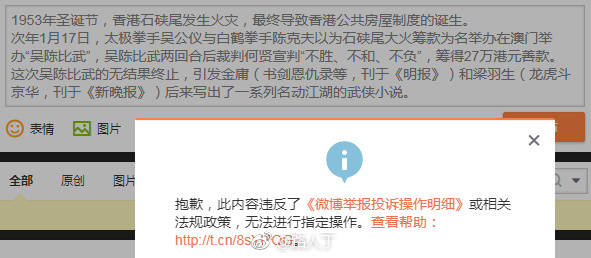 1953年圣诞节，香港石硖尾发生火灾，最终导致香港公共房屋制度的诞生。
次年1月17日，太极拳手吴公仪与白鹤拳手陈克夫以为石硖尾大火筹款为名举办在澳门举
办“吴陈比武”，吴陈比武两回合后裁判何贤宣判“不胜、不和、不负”，筹得27万港元善款。
这次吴陈比武的无结果终止，引发金庸（书剑恩仇录等，刊于《明报》）和梁羽生（龙虎斗
京华，刊于《新晚报》）后来写出了一系列名动江湖的武侠小说。
表情 图片
全部 原创 图片
抱歉，此内容违反了《微博举报投诉操作明细》或相关
法规政策，无法进行指定操作。查看帮助：